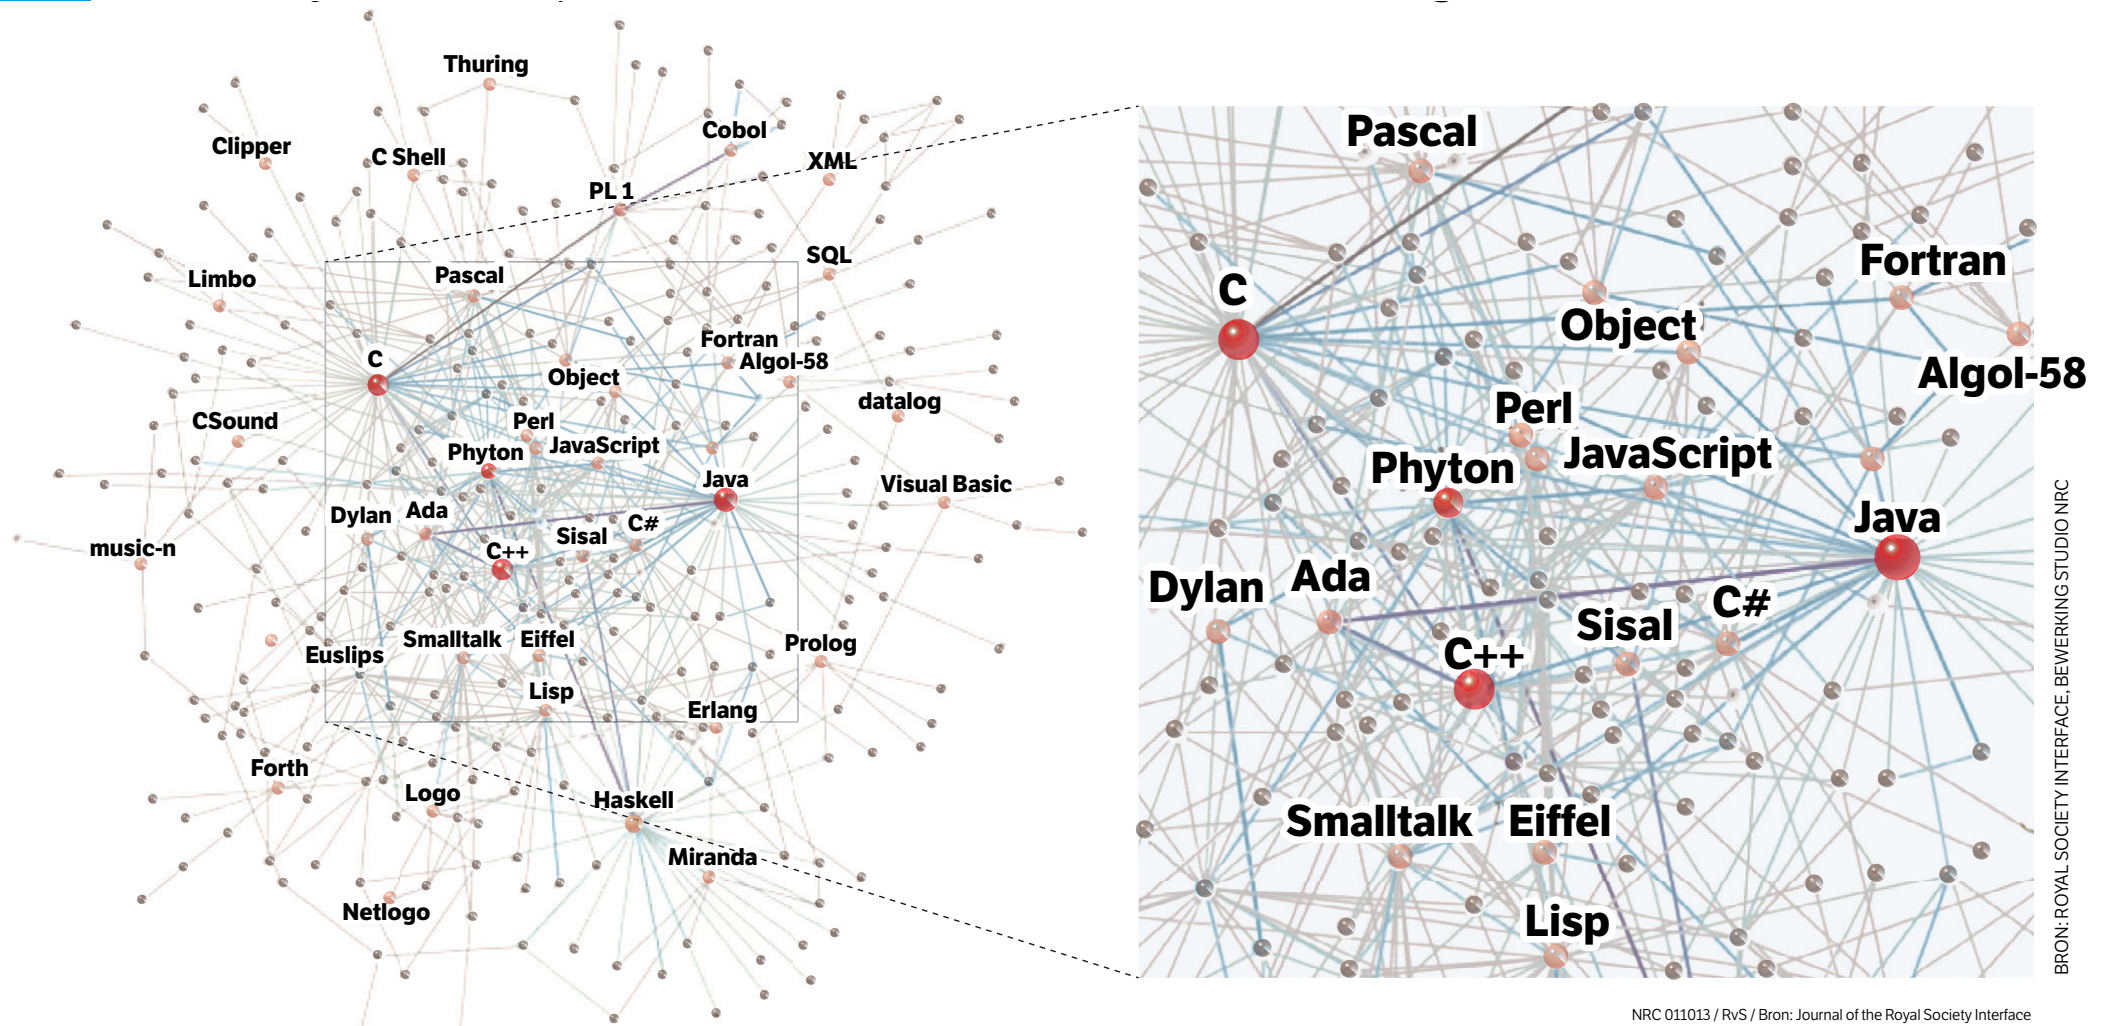 Thuring
Clipper
C Shell
Cobol
XML
PL 1
Limbo
Pascal
SQL
C
Fortran
Algol-58
Object
datalog
CSound
Perl
Phyton
JavaScript
Java
Visual Basic
Dylan
Ada
C#
Sisal
music-n
C++
Smalltalk
Eiffel
Prolog
Euslips
Lisp
Erlang
Forth
Logo
Haskell
Miranda
Netlogo
Pascal
C
Fortran
Object
Algol-58
Perl
JavaScript
Phyton
Java
Dylan
Ada
C#
Sisal
C++
Smalltalk
Eiffel
Lisp
BRON: ROYAL SOCIETY INTERFACE, BEWERKING STUDIO NRC
NRC 011013 / RvS / Bron: Journal of the Royal Society Interface